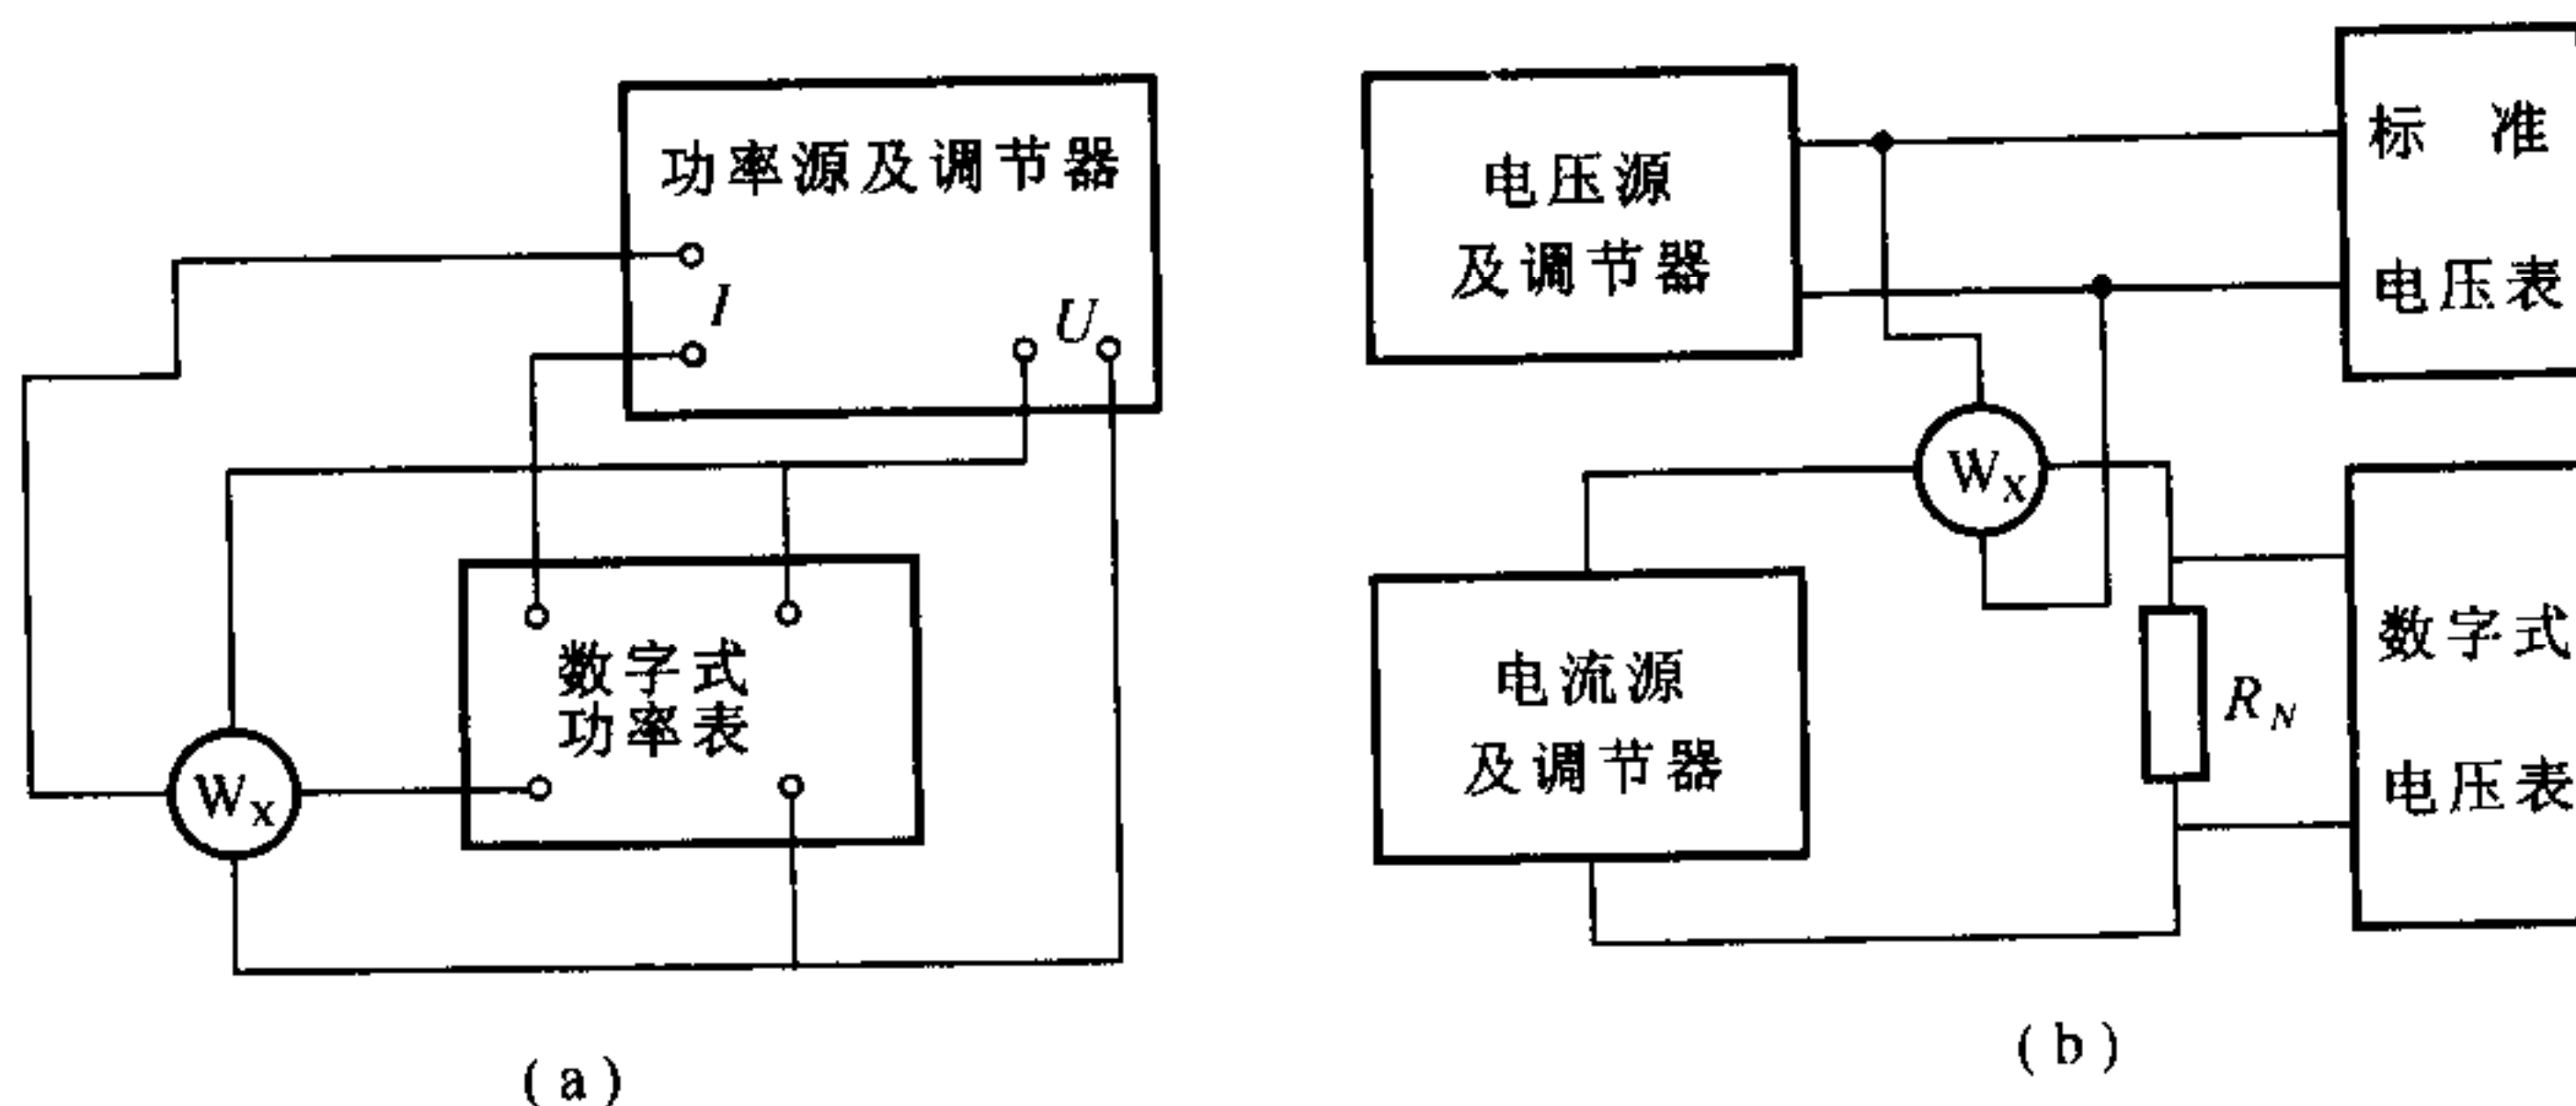 功率源及调节器
I
U
数字式
功率表
Wx
(a)
电压源
及调节器
标 准
电压表
Wx
电流源
及调节器
R_N
数字式
电压表
(b)